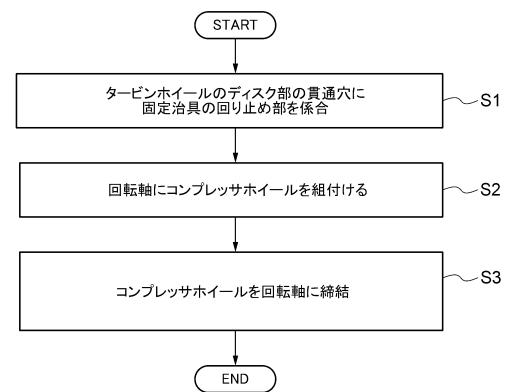 START
タービンホイールのディスク部の貫通穴に
固定治具の回り止め部を係合
S1
回転軸にコンプレッサホイールを組付ける
S2
コンプレッサホイールを回転軸に締結
S3
END